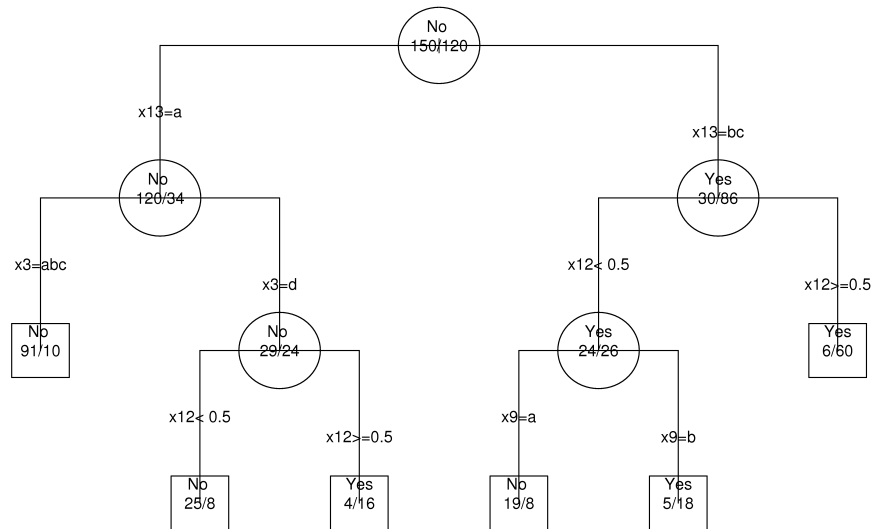 No
150/120
x13=a
x13=bc
No
120/34
Yes
30/86
x3=abc
x3=d
x12< 0.5
x12>=0.5
No
91/10
No
29/24
Yes
24/26
Yes
6/60
x12< 0.5
x12>=0.5
x9=a
x9=b
No
25/8
Yes
4/16
No
19/8
Yes
5/18